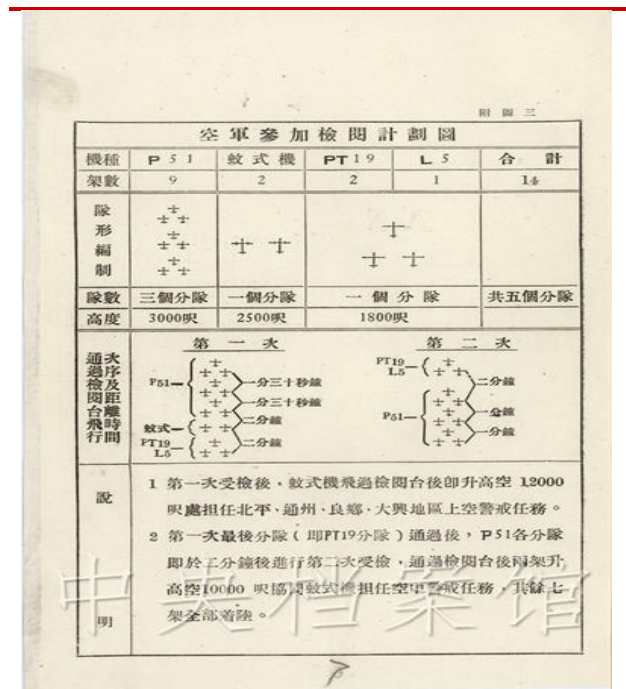 附圖三
空軍參加檢閱計劃圖
機種 P51 蚊式機 PT19 L5 合計
架數 9 2 2 1 14
隊形編制
隊數 三個分隊 一個分隊 一個分隊 共五個分隊
高度 3000呎 2500呎 1800呎
通過檢閱台飛行
次序及距離時間
第一次
P51
一分三十秒鐘
一分三十秒鐘
二分鐘
蚊式
二分鐘
PT19
L5
第二次
PT19
L5
二分鐘
P51
一分鐘
一分鐘
說明
1 第一次受檢後，蚊式機飛過檢閱台後卽升高空 12000
呎處担任北平、通州、良鄉、大興地區上空警戒任務。
2 第一次最後分隊（卽PT19分隊）通過後，P51各分隊
卽於二分鐘後進行第二次受檢，通過檢閱台後兩架升
高空10000 呎協同蚊式機担任空中警戒任務，其餘七
架全部着陸。
中央档案馆